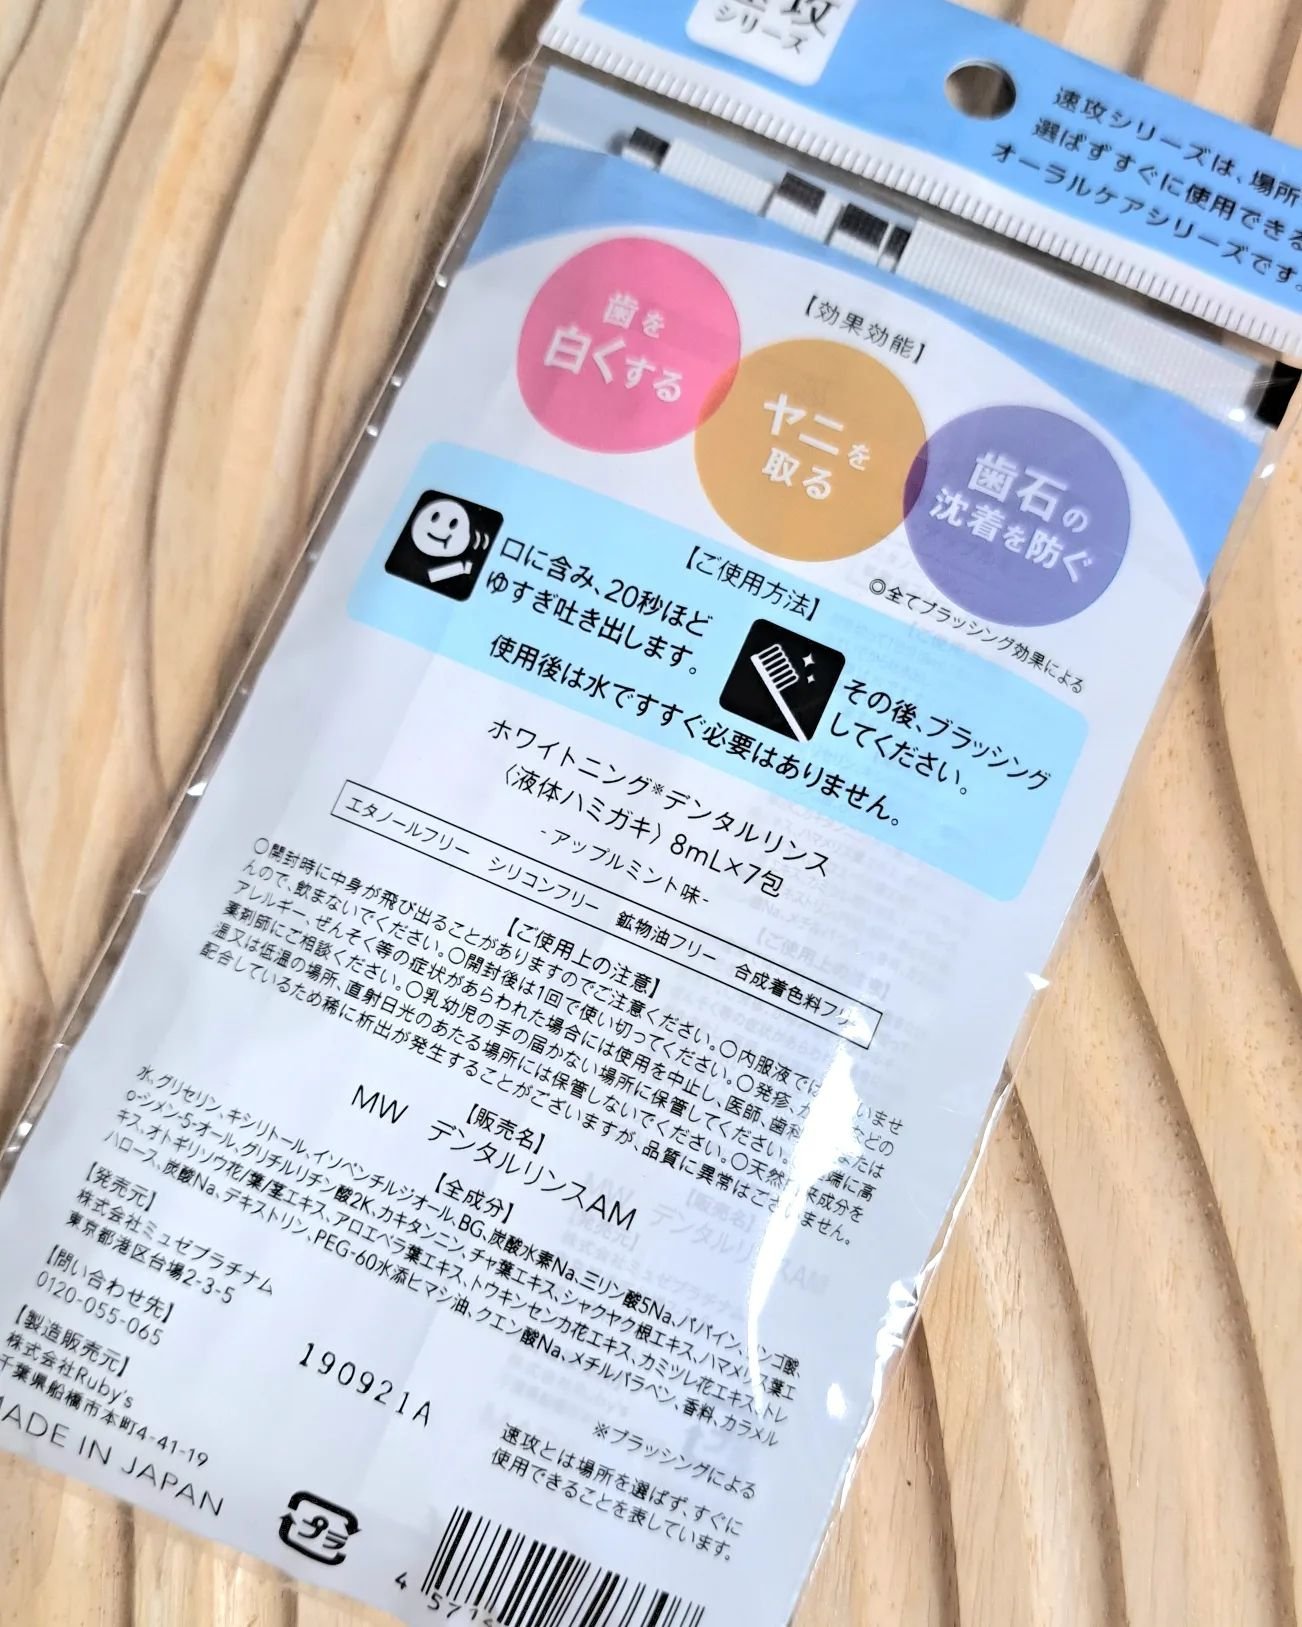 速攻
シリーズ
速攻シリーズは、場所
選ばずすぐに使用できる
オーラルケアシリーズです。
【効果効能】
歯を
白くする
ヤニを
取る
歯石の
沈着を防ぐ
◎全てブラッシング効果による
【ご使用方法】
口に含み、20秒ほど
ゆすぎ吐き出します。
その後、ブラッシング
してください。
使用後は水ですすぐ必要はありません。
ホワイトニング※デンタルリンス
〈液体ハミガキ〉8mL×7包
-アップルミント味-
エタノールフリー シリコンフリー 鉱物油フリー 合成着色料フリー
【ご使用上の注意】
○開封時に中身が飛び出ることがありますのでご注意ください。○内服液では いませ
んので、飲まないでください。○開封後は1回で使い切ってください。○発疹、か などの
アレルギー、ぜんそく等の症状があらわれた場合には使用を中止し、医師、歯科 または
薬剤師にご相談ください。○乳幼児の手の届かない場所に保管してください。 端に高
温又は低温の場所、直射日光のあたる場所には保管しないでください。○天然 来成分を
配合しているため稀に析出が発生することがございますが、品質に異常はございません。
【販売名】
MW デンタルリンスAM
【全成分】
水、グリセリン、キシリトール、イソペンチルジオール、BG、炭酸水素Na、三リン酸5Na、パパイン、リンゴ酸、
o-シメン-5-オール、グリチルリチン酸2K、カキタンニン、チャ葉エキス、シャクヤク根エキス、ハマメリス葉エ
キス、オトギリソウ花/葉/茎エキス、アロエベラ葉エキス、トウキンセンカ花エキス、カミツレ花エキス、トレ
ハロース、炭酸Na、デキストリン、PEG-60水添ヒマシ油、クエン酸Na、メチルパラベン、香料、カラメル
【発売元】
株式会社ミュゼプラチナム
東京都港区台場2-3-5
【問い合わせ先】
0120-055-065
【製造販売元】
株式会社Ruby's
千葉県船橋市本町4-41-19
MADE IN JAPAN
190921A
※ブラッシングによる
速攻とは場所を選ばず、すぐに
使用できることを表しています。
プラ
4 571